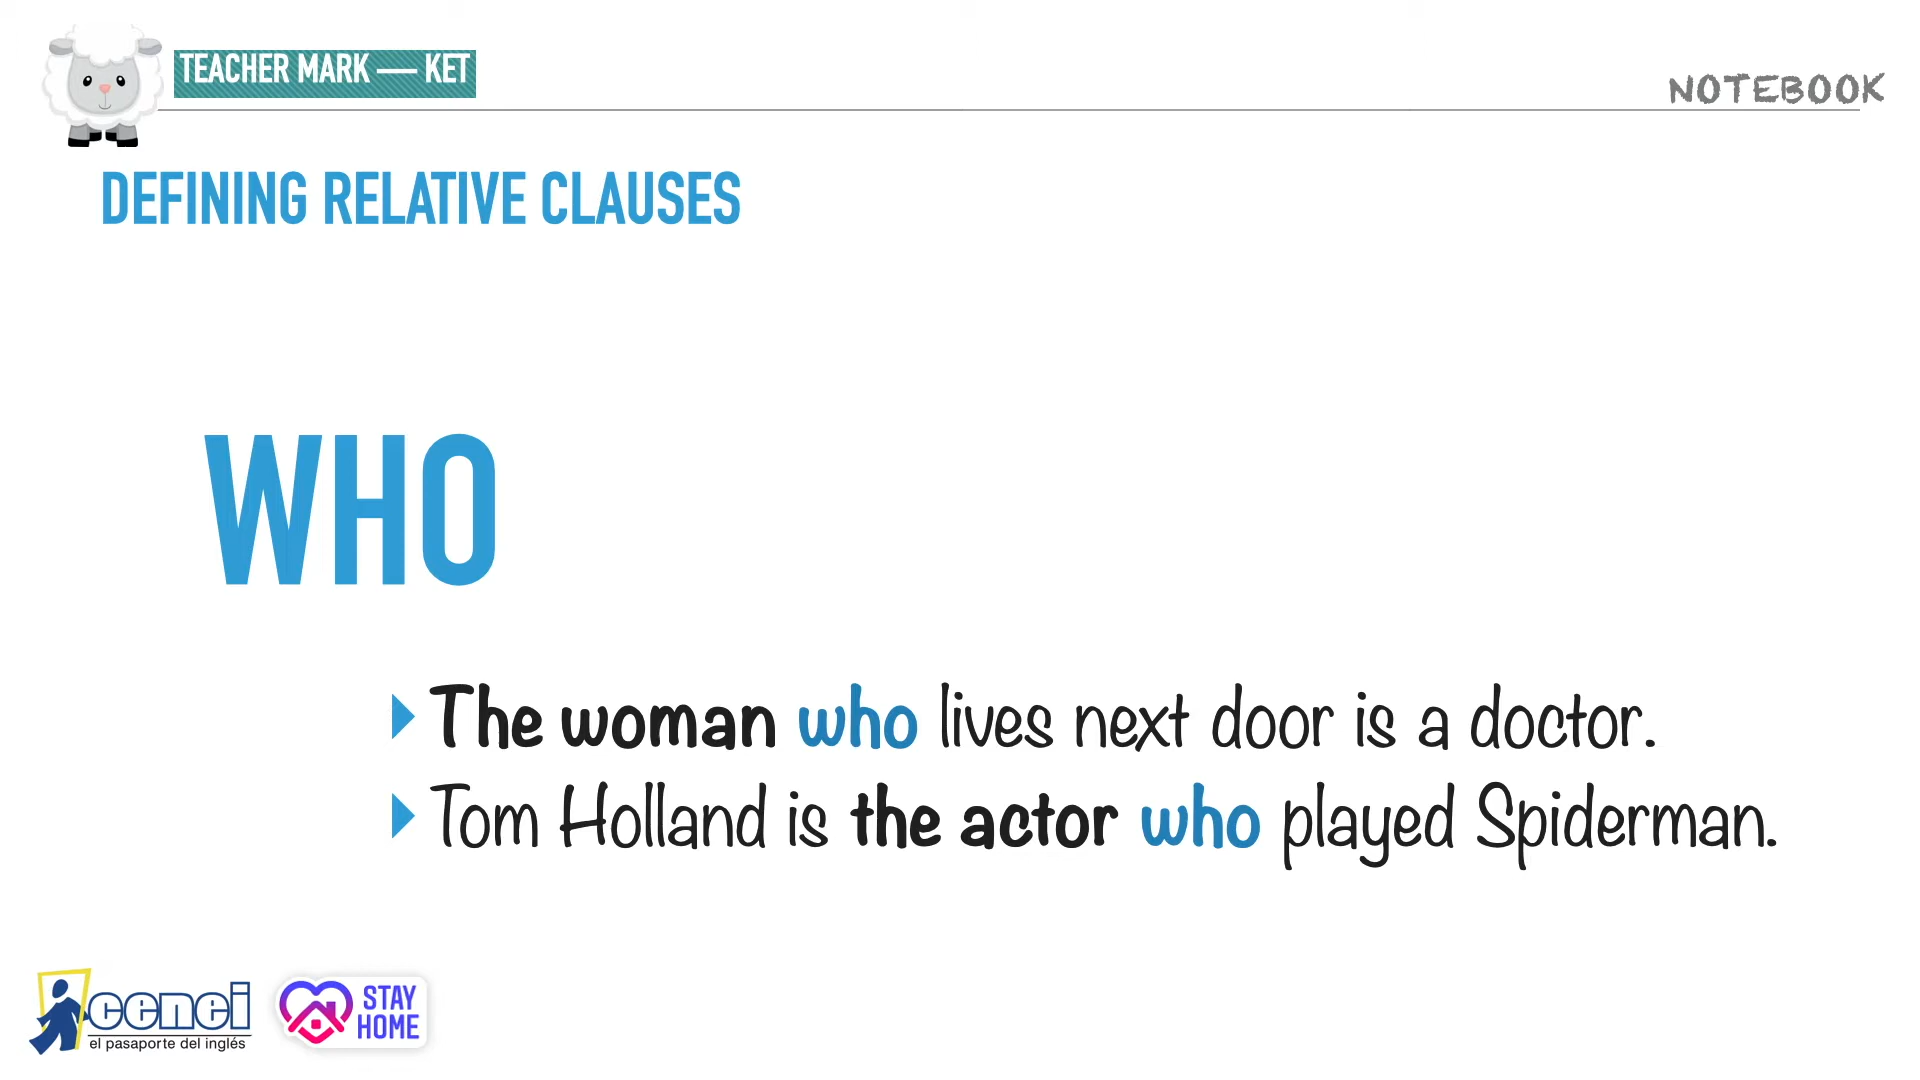 TEACHER MARK — KET
NOTEBOOK
DEFINING RELATIVE CLAUSES
WHO
The woman who lives next door is a doctor.
Tom Holland is the actor who played Spiderman.
cenei
el pasaporte del inglés
STAY
HOME